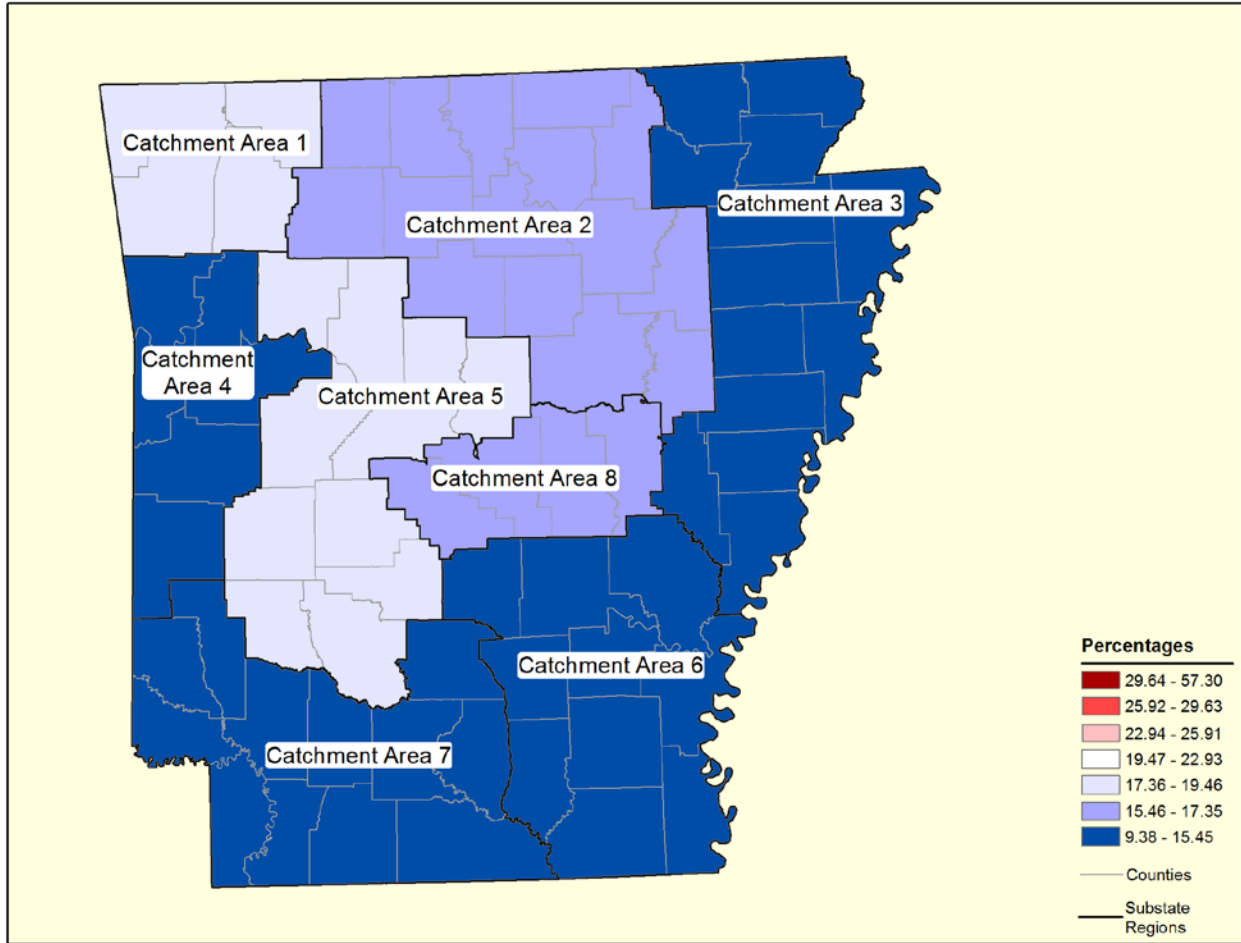 Catchment Area 1
Catchment Area 2
Catchment Area 3
Catchment
Area 4
Catchment Area 5
Catchment Area 8
Catchment Area 6
Catchment Area 7
Percentages
29.64 - 57.30
25.92 - 29.63
22.94 - 25.91
19.47 - 22.93
17.36 - 19.46
15.46 - 17.35
9.38 - 15.45
Counties
Substate
Regions